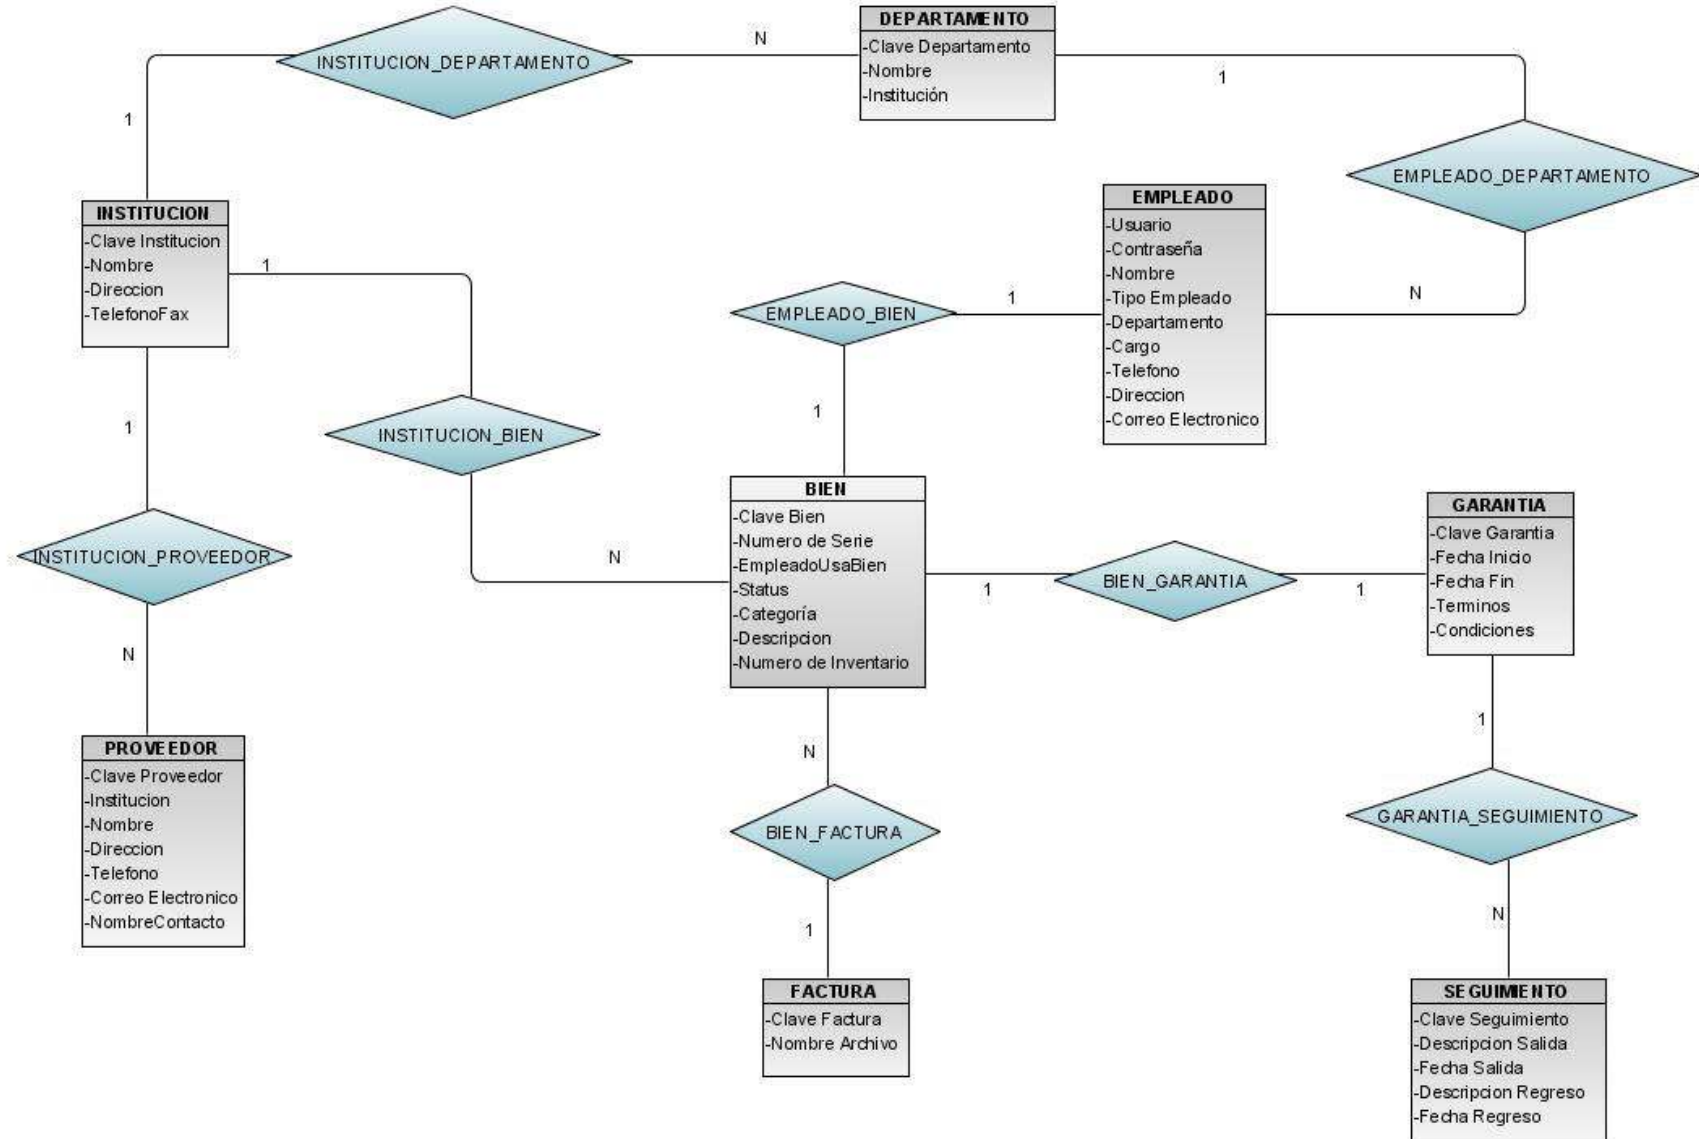 DEPARTAMENTO
-Clave Departamento
-Nombre
-Institución
INSTITUCION_DEPARTAMENTO
N
1
1
EMPLEADO_DEPARTAMENTO
N
EMPLEADO
-Usuario
-Contraseña
-Nombre
-Tipo Empleado
-Departamento
-Cargo
-Telefono
-Direccion
-Correo Electronico
INSTITUCION
-Clave Institucion
-Nombre
-Direccion
-TelefonoFax
1
EMPLEADO_BIEN
1
1
1
INSTITUCION_BIEN
N
BIEN
-Clave Bien
-Numero de Serie
-EmpleadoUsaBien
-Status
-Categoría
-Descripcion
-Numero de Inventario
1
BIEN_GARANTIA
1
GARANTIA
-Clave Garantia
-Fecha Inicio
-Fecha Fin
-Terminos
-Condiciones
INSTITUCION_PROVEEDOR
N
PROVEEDOR
-Clave Proveedor
-Institucion
-Nombre
-Direccion
-Telefono
-Correo Electronico
-NombreContacto
N
BIEN_FACTURA
1
FACTURA
-Clave Factura
-Nombre Archivo
1
GARANTIA_SEGUIMIENTO
N
SEGUIMIENTO
-Clave Seguimiento
-Descripcion Salida
-Fecha Salida
-Descripcion Regreso
-Fecha Regreso